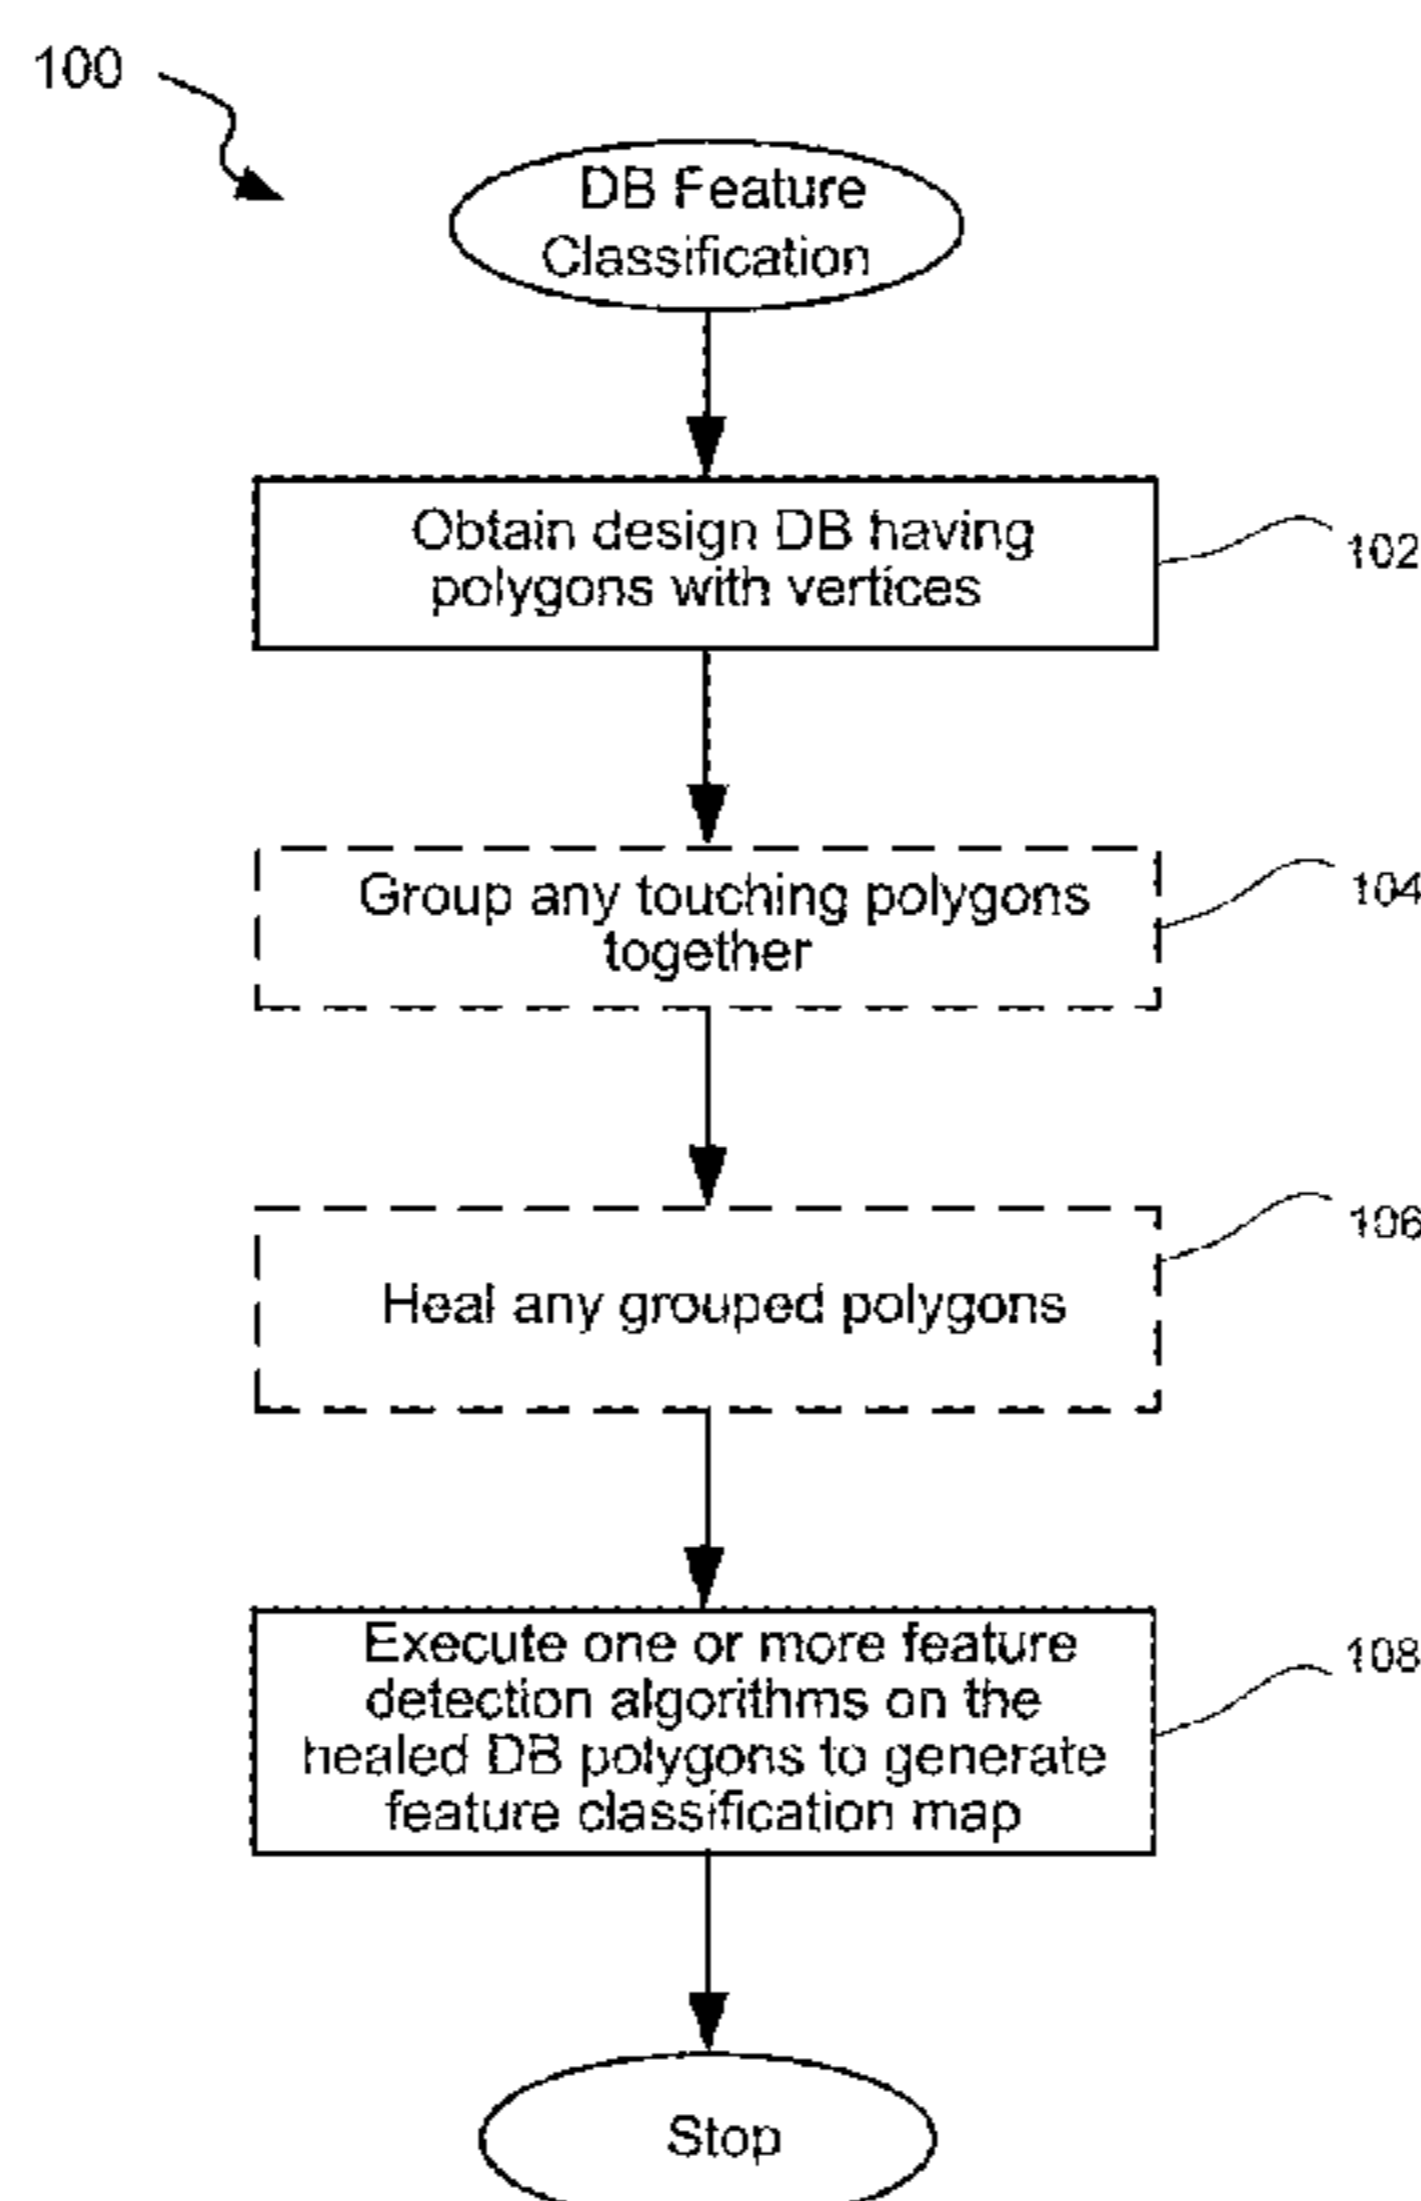 100
DB Feature
Classification
Obtain design DB having
polygons with vertices
102
Group any touching polygons
together
104
Heal any grouped polygons
106
Execute one or more feature
detection algorithms on the
healed DB polygons to generate
feature classification map
108
Stop